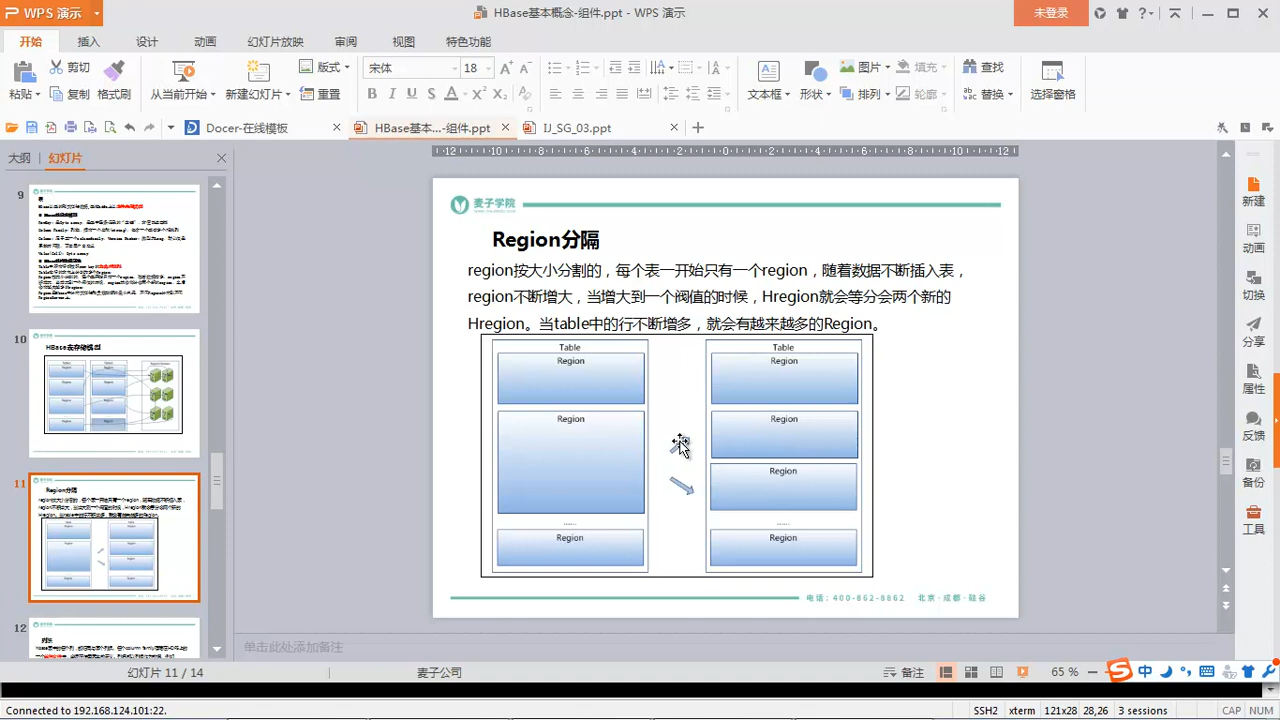 WPS 演示
HBase基本概念-组件.ppt - WPS 演示
未登录
开始 插入 设计 动画 幻灯片放映 审阅 视图 特色功能
粘贴 剪切 复制 格式刷 从当前开始 新建幻灯片 版式 重置 宋体 18 B I U S A 文本框 形状 图片 排列 填充 轮廓 查找 替换 选择窗格
Docer-在线模板 HBase基本...-组件.ppt IJ_SG_03.ppt
大纲 幻灯片
9
10
HBase表存储模型
11
Region分隔
12
列族
麦子学院
Region分隔
region按大小分割的，每个表一开始只有一个region，随着数据不断插入表，
region不断增大，当增大到一个阀值的时候，Hregion就会等分会两个新的
Hregion。当table中的行不断增多，就会有越来越多的Region。
Table Table
Region Region
Region Region
Region
...... ......
Region Region
电话：400-862-8862 北京·成都·硅谷
新建
动画
切换
分享
属性
反馈
备份
工具
单击此处添加备注
幻灯片 11 / 14 麦子公司 备注 65 % 中
Connected to 192.168.124.101:22. SSH2 xterm 121x28 28,26 3 sessions CAP NUM